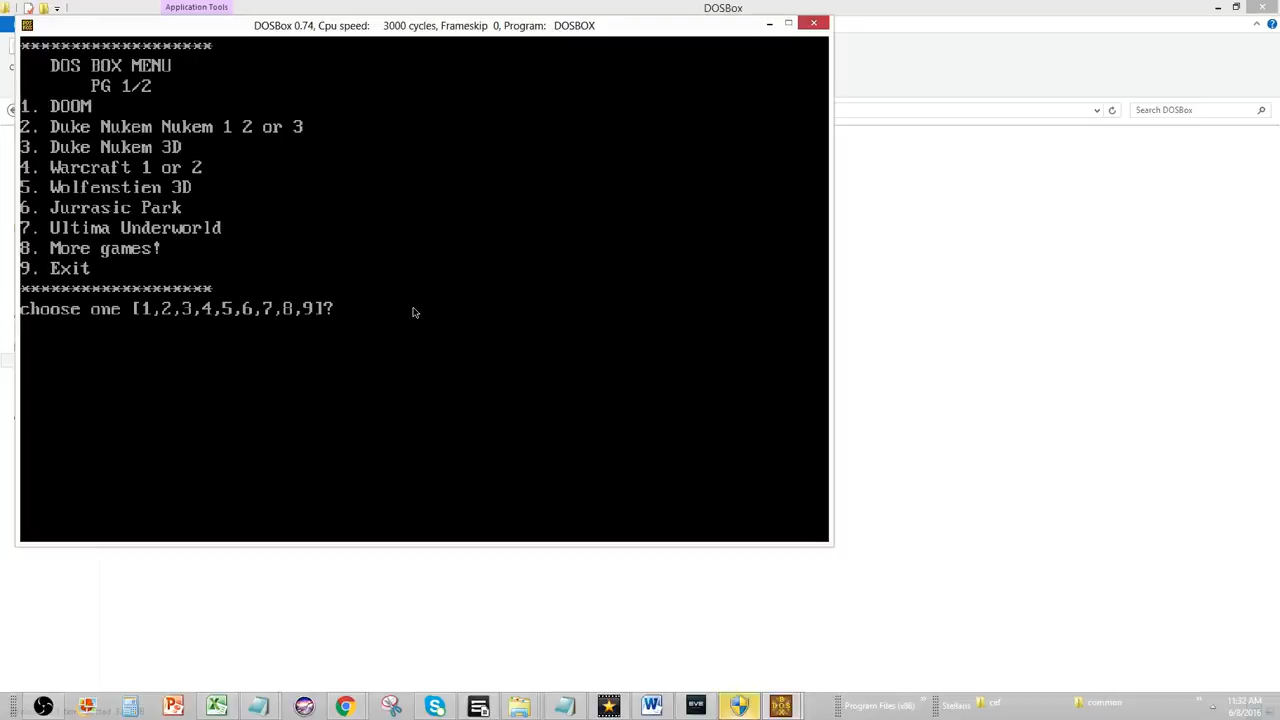 Application Tools
DOSBox
DOSBox 0.74, Cpu speed: 3000 cycles, Frameskip 0, Program: DOSBOX
*******************
DOS BOX MENU
PG 1/2
1. DOOM
2. Duke Nukem Nukem 1 2 or 3
3. Duke Nukem 3D
4. Warcraft 1 or 2
5. Wolfenstien 3D
6. Jurrasic Park
7. Ultima Underworld
8. More games!
9. Exit
*******************
choose one [1,2,3,4,5,6,7,8,9]?
Search DOSBox
Program Files (x86)
Stellaris
cef
common
11:32 AM
6/8/2016